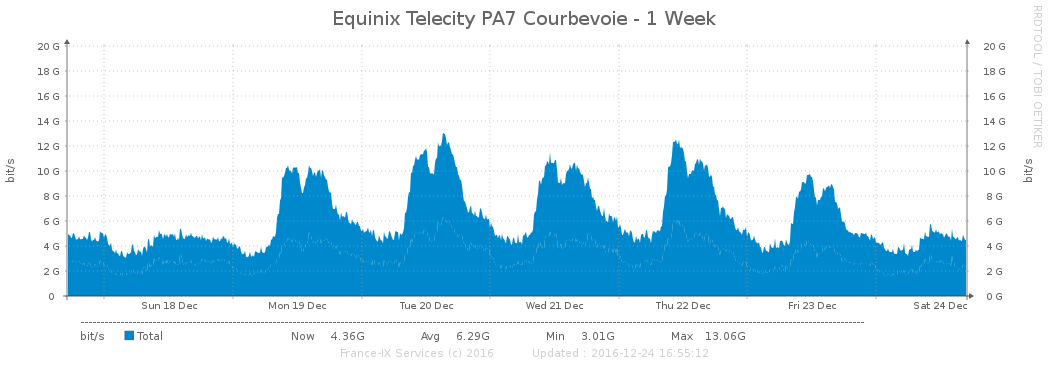 Equinix Telecity PA7 Courbevoie - 1 Week
RRDTOOL / TOBI OETIKER
20 G 20 G
18 G 18 G
16 G 16 G
14 G 14 G
12 G 12 G
10 G 10 G
8 G 8 G
6 G 6 G
4 G 4 G
2 G 2 G
0 0 G
bit/s bit/s
Sun 18 Dec Mon 19 Dec Tue 20 Dec Wed 21 Dec Thu 22 Dec Fri 23 Dec Sat 24 Dec
bit/s Total Now 4.36G Avg 6.29G Min 3.01G Max 13.06G
France-IX Services (c) 2016 Updated : 2016-12-24 16:55:12